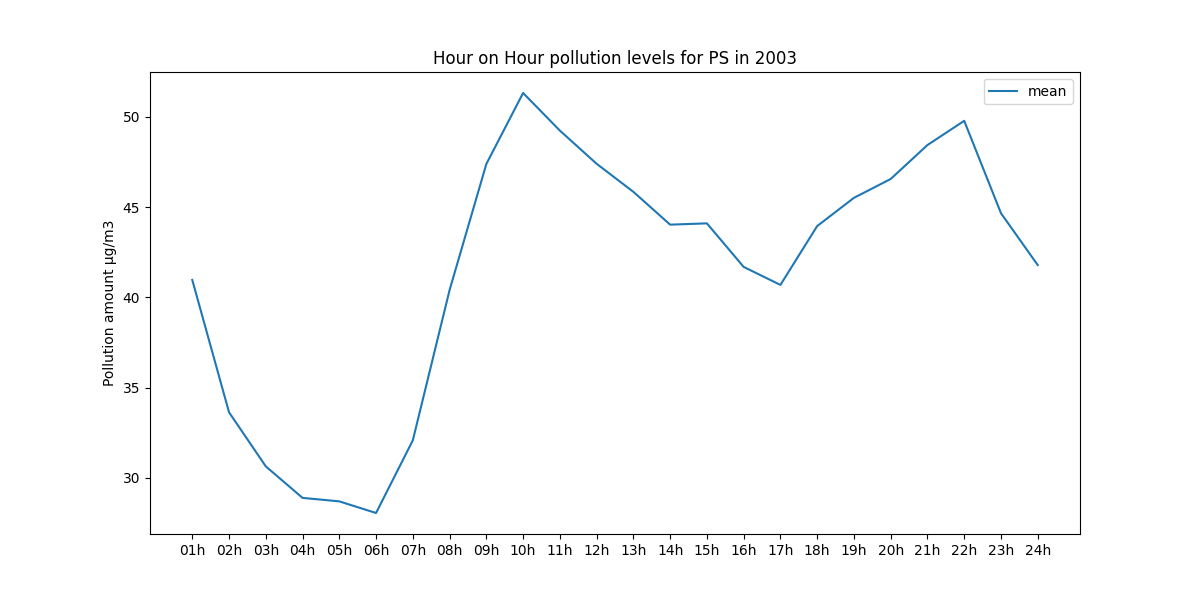 Hour on Hour pollution levels for PS in 2003
mean
Pollution amount µg/m3
50
45
40
35
30
01h 02h 03h 04h 05h 06h 07h 08h 09h 10h 11h 12h 13h 14h 15h 16h 17h 18h 19h 20h 21h 22h 23h 24h